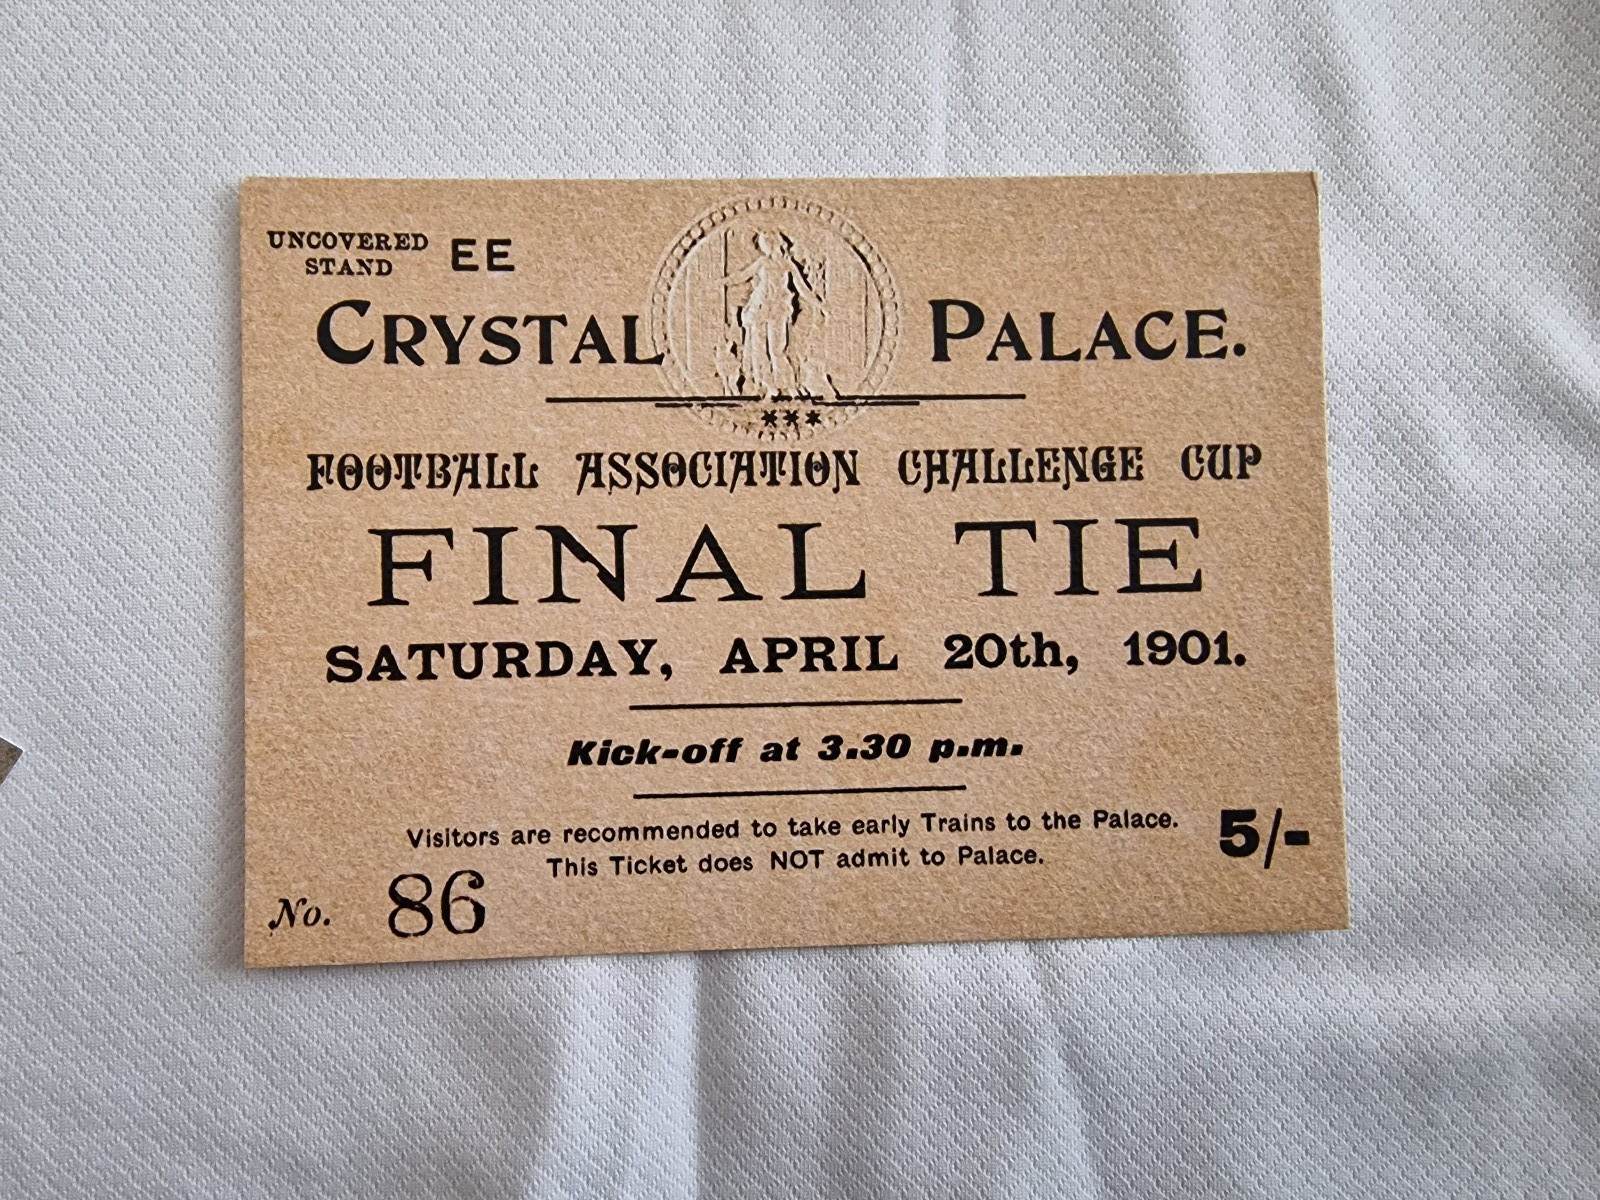 UNCOVERED
STAND EE
CRYSTAL PALACE.
***
FOOTBALL ASSOCIATION CHALLENGE CUP
FINAL TIE
SATURDAY, APRIL 20th, 1901.
Kick-off at 3.30 p.m.
Visitors are recommended to take early Trains to the Palace.
This Ticket does NOT admit to Palace.
5/-
No. 86